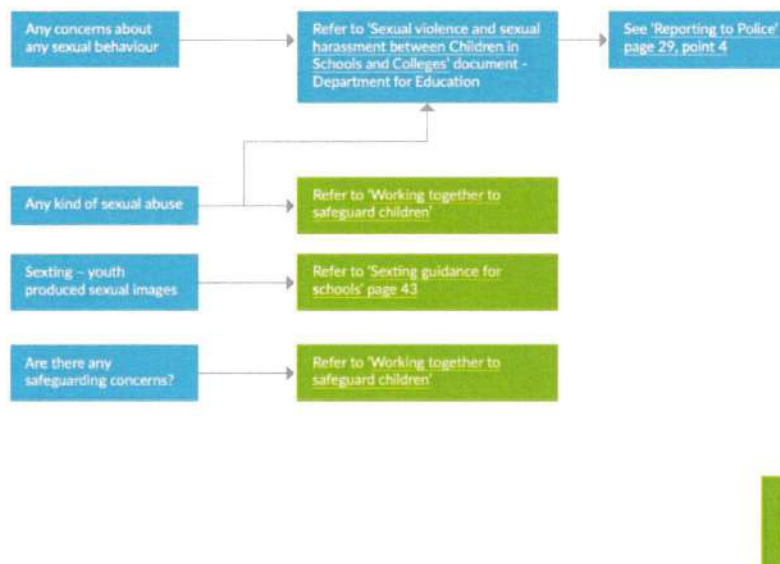 Any concerns about
any sexual behaviour
Refer to 'Sexual violence and sexual
harassment between Children in
Schools and Colleges' document -
Department for Education
See 'Reporting to Police'
page 29, point 4
Any kind of sexual abuse
Refer to 'Working together to
safeguard children'
Sexting – youth
produced sexual images
Refer to 'Sexting guidance for
schools' page 43
Are there any
safeguarding concerns?
Refer to 'Working together to
safeguard children'